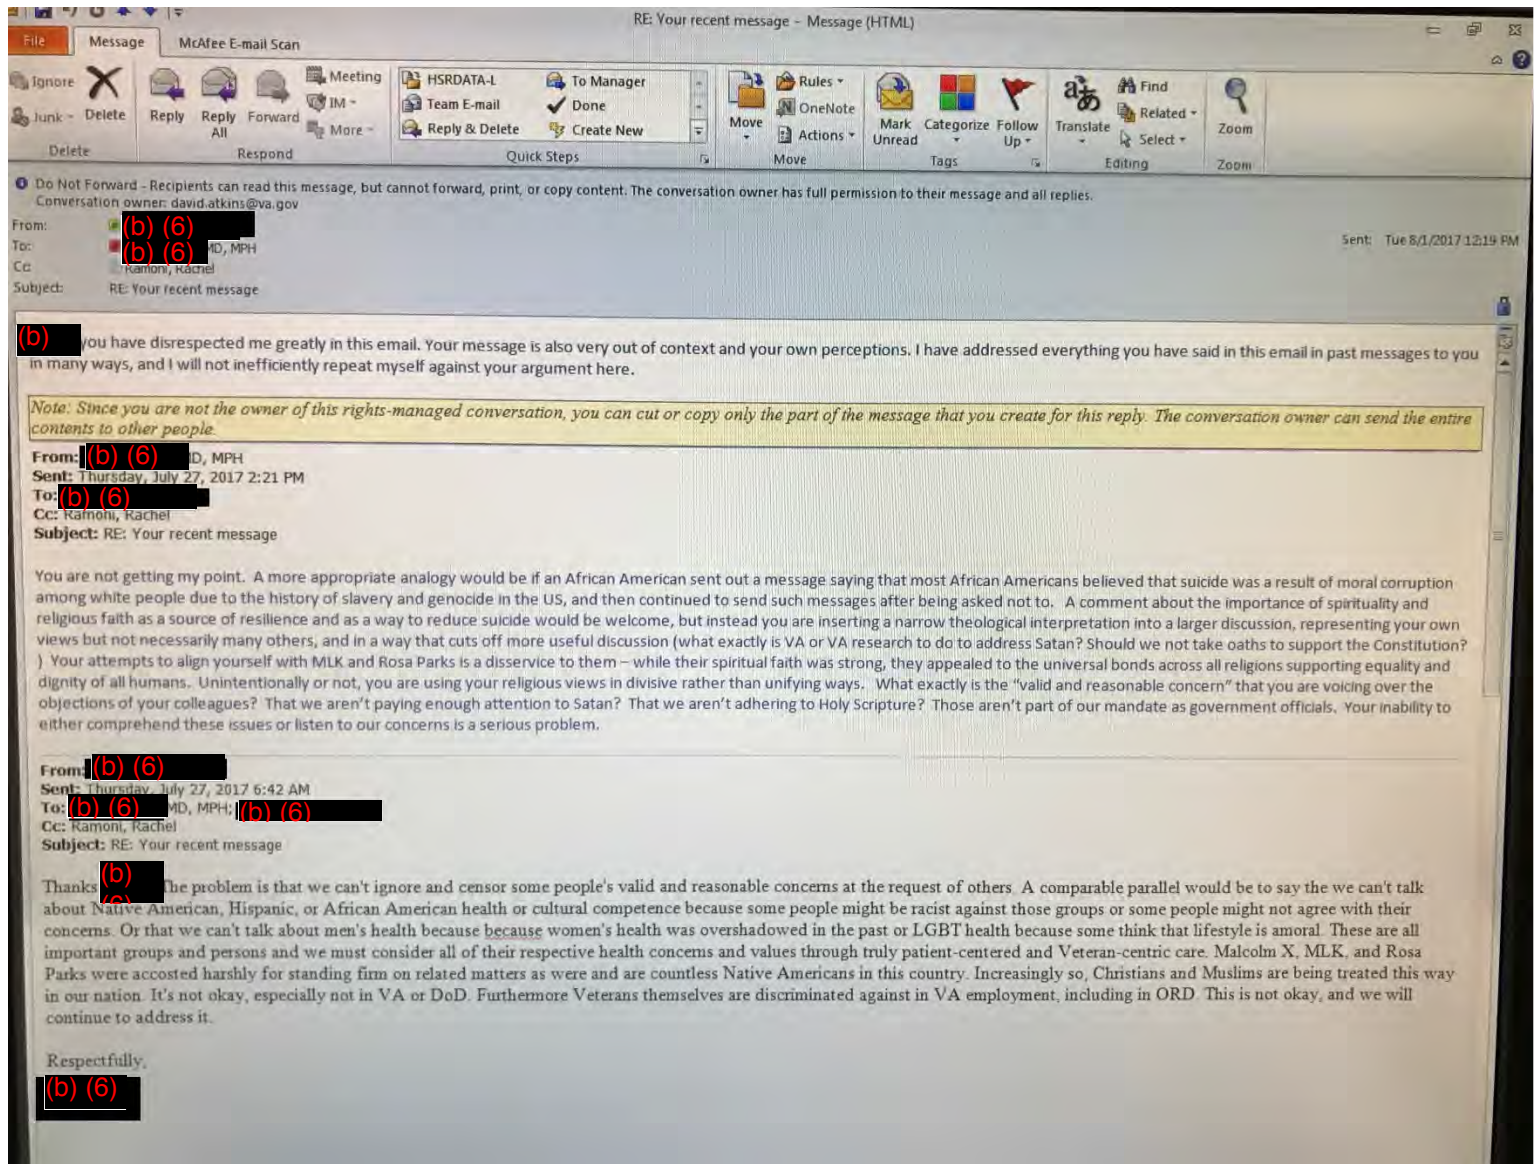 RE: Your recent message - Message (HTML)
File Message McAfee E-mail Scan
Ignore
Junk
Delete
Reply
Reply All
Forward
Meeting
IM
More
HSRDATA-L
Team E-mail
Reply & Delete
To Manager
Done
Create New
Move
Rules
OneNote
Actions
Mark Unread
Categorize
Follow Up
Translate
Find
Related
Select
Zoom
Delete Respond Quick Steps Move Tags Editing Zoom
Do Not Forward - Recipients can read this message, but cannot forward, print, or copy content. The conversation owner has full permission to their message and all replies.
Conversation owner: david.atkins@va.gov
From: (b) (6)
To: (b) (6) MD, MPH
Sent: Tue 8/1/2017 12:19 PM
Cc: Ramoni, Rachel
Subject: RE: Your recent message
(b) you have disrespected me greatly in this email. Your message is also very out of context and your own perceptions. I have addressed everything you have said in this email in past messages to you
in many ways, and I will not inefficiently repeat myself against your argument here.
Note: Since you are not the owner of this rights-managed conversation, you can cut or copy only the part of the message that you create for this reply. The conversation owner can send the entire
contents to other people.
From: (b) (6) D, MPH
Sent: Thursday, July 27, 2017 2:21 PM
To: (b) (6)
Cc: Ramoni, Rachel
Subject: RE: Your recent message
You are not getting my point. A more appropriate analogy would be if an African American sent out a message saying that most African Americans believed that suicide was a result of moral corruption
among white people due to the history of slavery and genocide in the US, and then continued to send such messages after being asked not to. A comment about the importance of spirituality and
religious faith as a source of resilience and as a way to reduce suicide would be welcome, but instead you are inserting a narrow theological interpretation into a larger discussion, representing your own
views but not necessarily many others, and in a way that cuts off more useful discussion (what exactly is VA or VA research to do to address Satan? Should we not take oaths to support the Constitution?
) Your attempts to align yourself with MLK and Rosa Parks is a disservice to them – while their spiritual faith was strong, they appealed to the universal bonds across all religions supporting equality and
dignity of all humans. Unintentionally or not, you are using your religious views in divisive rather than unifying ways. What exactly is the "valid and reasonable concern" that you are voicing over the
objections of your colleagues? That we aren't paying enough attention to Satan? That we aren't adhering to Holy Scripture? Those aren't part of our mandate as government officials. Your inability to
either comprehend these issues or listen to our concerns is a serious problem.
From: (b) (6)
Sent: Thursday, July 27, 2017 6:42 AM
To: (b) (6) MD, MPH; (b) (6)
Cc: Ramoni, Rachel
Subject: RE: Your recent message
Thanks (b) (6) The problem is that we can't ignore and censor some people's valid and reasonable concerns at the request of others. A comparable parallel would be to say the we can't talk
about Native American, Hispanic, or African American health or cultural competence because some people might be racist against those groups or some people might not agree with their
concerns. Or that we can't talk about men's health because because women's health was overshadowed in the past or LGBT health because some think that lifestyle is amoral. These are all
important groups and persons and we must consider all of their respective health concerns and values through truly patient-centered and Veteran-centric care. Malcolm X, MLK, and Rosa
Parks were accosted harshly for standing firm on related matters as were and are countless Native Americans in this country. Increasingly so, Christians and Muslims are being treated this way
in our nation. It's not okay, especially not in VA or DoD. Furthermore Veterans themselves are discriminated against in VA employment, including in ORD. This is not okay, and we will
continue to address it.
Respectfully,
(b) (6)